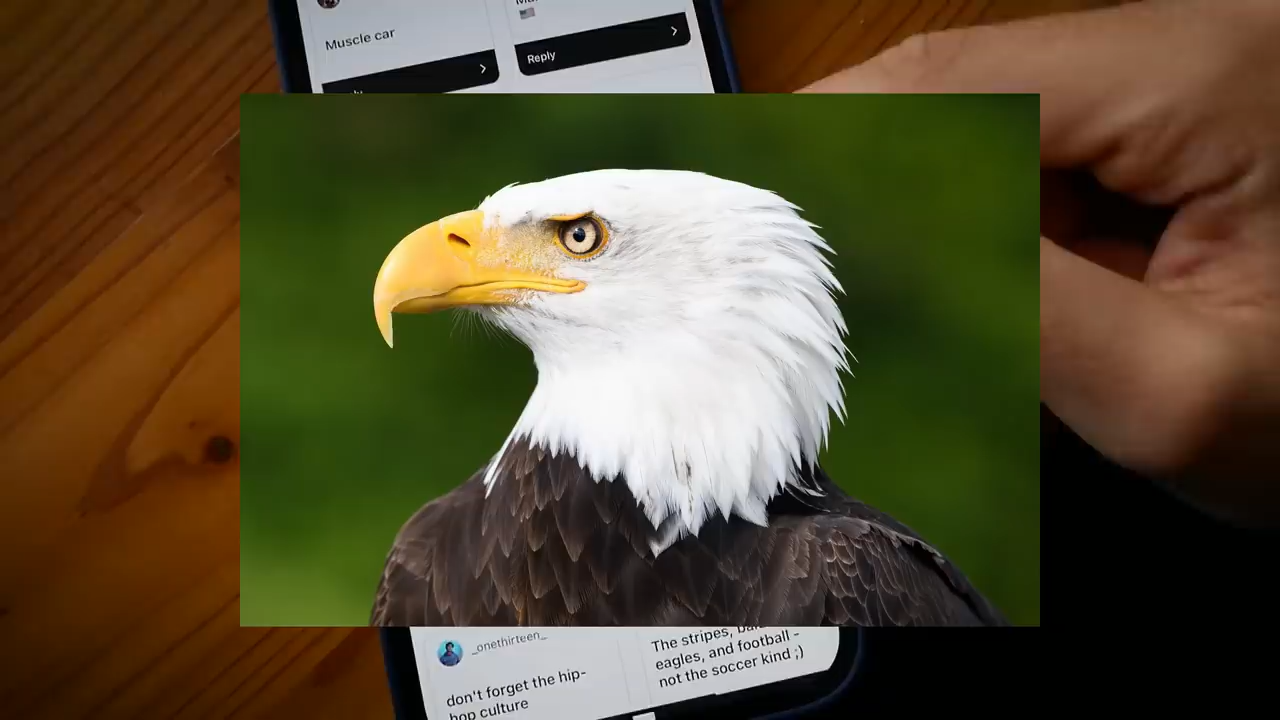 Muscle car
Reply
_onethirteen_
don't forget the hip-
hop culture
The stripes,
eagles, and football -
not the soccer kind ;)